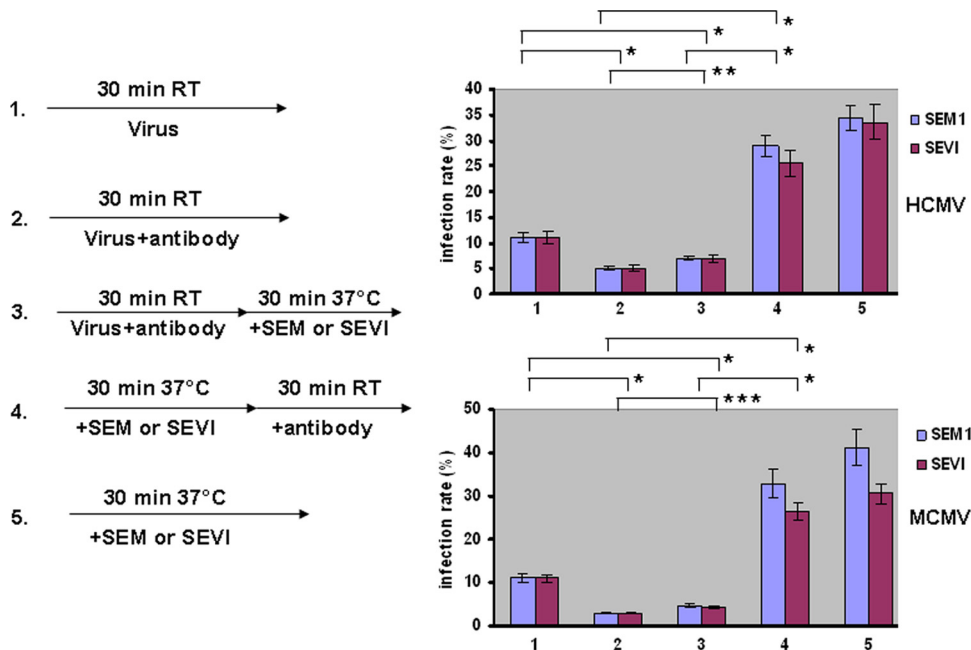 30 min RT
1.
Virus
30 min RT
2.
Virus+antibody
30 min RT 30 min 37°C
3.
Virus+antibody +SEM or SEVI
30 min 37°C 30 min RT
4.
+SEM or SEVI +antibody
30 min 37°C
5.
+SEM or SEVI
*
*
* *
**
infection rate (%)
40
35
30
25
20
15
10
5
0
1 2 3 4 5
SEM1
SEVI
HCMV
*
*
* *
***
infection rate (%)
50
40
30
20
10
0
1 2 3 4 5
SEM1
SEVI
MCMV